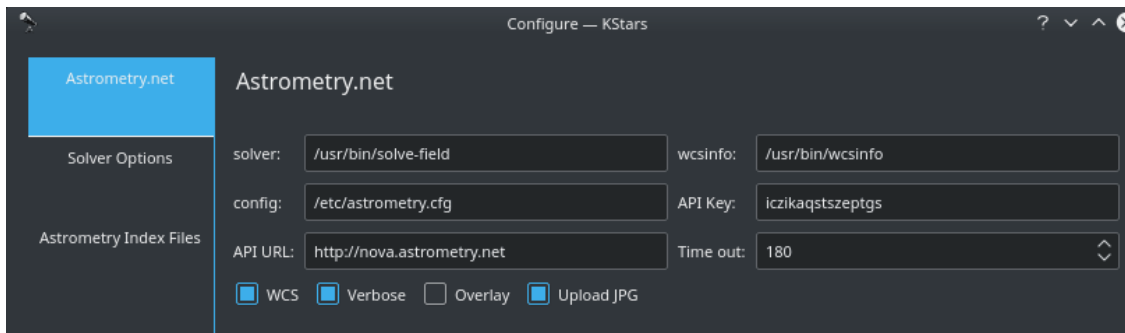 Configure — KStars
Astrometry.net
Astrometry.net
solver: /usr/bin/solve-field wcsinfo: /usr/bin/wcsinfo
Solver Options
config: /etc/astrometry.cfg API Key: iczikaqstszeptgs
Astrometry Index Files
API URL: http://nova.astrometry.net Time out: 180
WCS Verbose Overlay Upload JPG